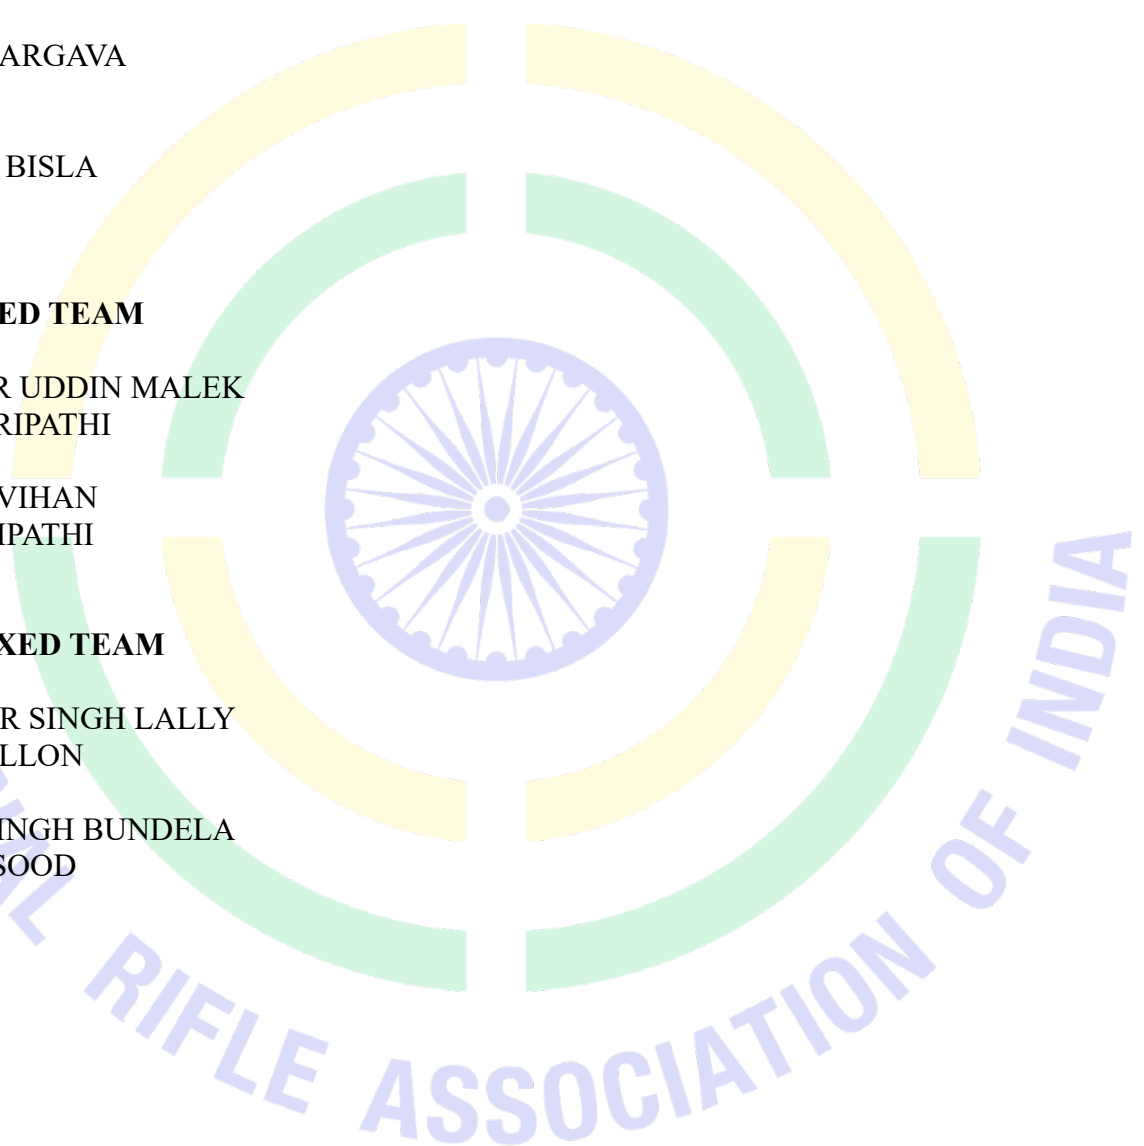 ARGAVA
BISLA
ED TEAM
R UDDIN MALEK
RIPATHI
VIHAN
IPATHI
XED TEAM
R SINGH LALLY
LLON
INGH BUNDELA
SOOD
NAL RIFLE ASSOCIATION OF INDIA